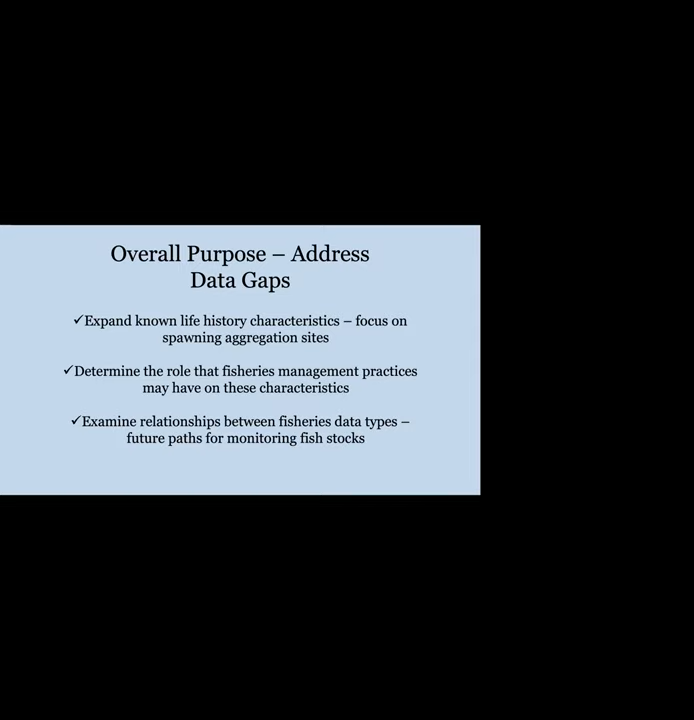 Overall Purpose – Address
Data Gaps
✓Expand known life history characteristics – focus on
spawning aggregation sites
✓Determine the role that fisheries management practices
may have on these characteristics
✓Examine relationships between fisheries data types –
future paths for monitoring fish stocks